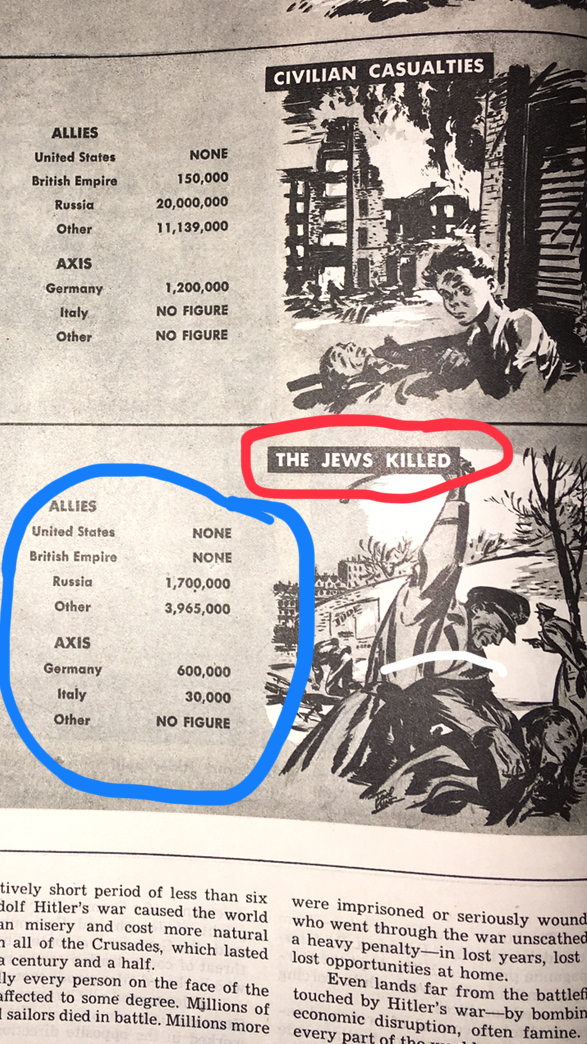 CIVILIAN CASUALTIES
ALLIES
United States NONE
British Empire 150,000
Russia 20,000,000
Other 11,139,000
AXIS
Germany 1,200,000
Italy NO FIGURE
Other NO FIGURE
THE JEWS KILLED
ALLIES
United States NONE
British Empire NONE
Russia 1,700,000
Other 3,965,000
AXIS
Germany 600,000
Italy 30,000
Other NO FIGURE
JUDE
tively short period of less than six
dolf Hitler's war caused the world
an misery and cost more natural
n all of the Crusades, which lasted
a century and a half.
lly every person on the face of the
affected to some degree. Millions of
d sailors died in battle. Millions more
were imprisoned or seriously wound
who went through the war unscathed
a heavy penalty—in lost years, lost
lost opportunities at home.
Even lands far from the battlefi
touched by Hitler's war—by bombin
economic disruption, often famine.
every part of the